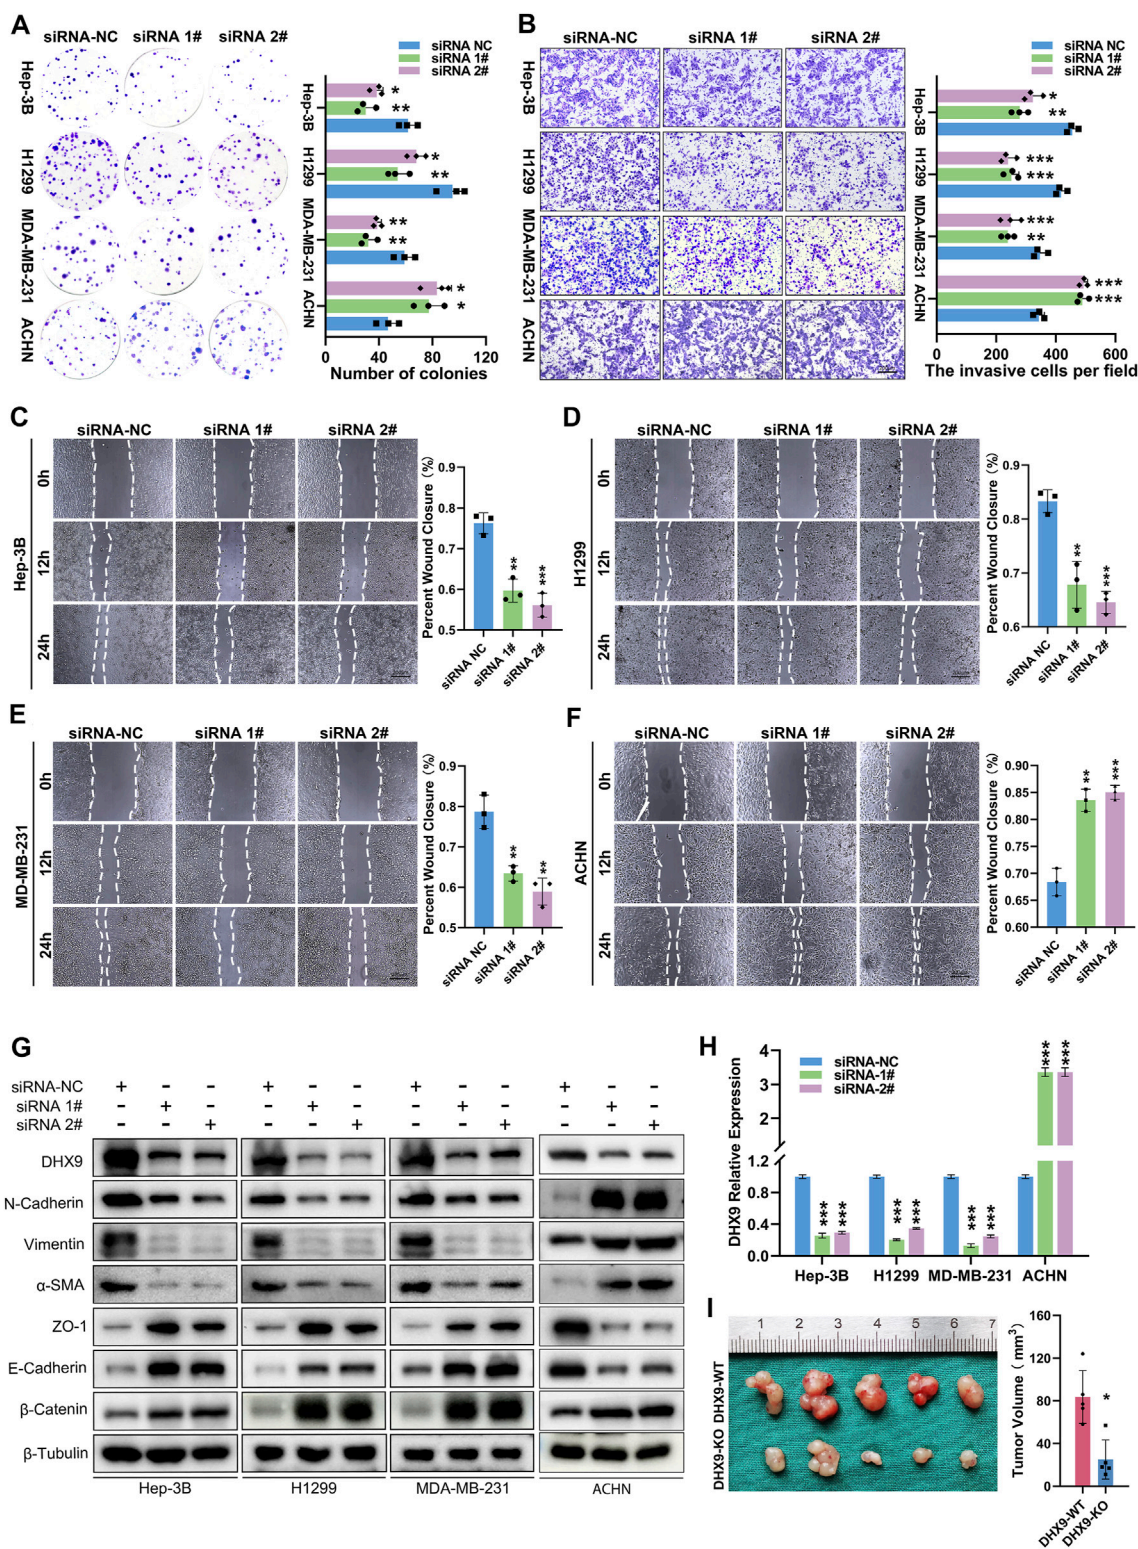 A
siRNA-NC siRNA 1# siRNA 2#
Hep-3B
H1299
MDA-MB-231
ACHN
siRNA NC
siRNA 1#
siRNA 2#
Hep-3B
* 
**
H1299
*
**
MDA-MB-231
**
**
ACHN
*
*
0 40 80 120
Number of colonies
B
siRNA-NC siRNA 1# siRNA 2#
Hep-3B
H1299
MDA-MB-231
ACHN
siRNA NC
siRNA 1#
siRNA 2#
Hep-3B
*
**
H1299
***
***
MDA-MB-231
***
**
ACHN
***
***
0 200 400 600
The invasive cells per field
C
siRNA-NC siRNA 1# siRNA 2#
Hep-3B
0h
12h
24h
Percent Wound Closure (%)
0.9
0.8
0.7
0.6
0.5
** ***
siRNA NC siRNA 1# siRNA 2#
D
siRNA-NC siRNA 1# siRNA 2#
H1299
0h
12h
24h
Percent Wound Closure (%)
0.9
0.8
0.7
0.6
** ***
siRNA NC siRNA 1# siRNA 2#
E
siRNA-NC siRNA 1# siRNA 2#
MD-MB-231
0h
12h
24h
Percent Wound Closure (%)
0.9
0.8
0.7
0.6
0.5
** **
siRNA NC siRNA 1# siRNA 2#
F
siRNA-NC siRNA 1# siRNA 2#
ACHN
0h
12h
24h
Percent Wound Closure (%)
0.90
0.85
0.80
0.75
0.70
0.65
0.60
** ***
siRNA NC siRNA 1# siRNA 2#
G
siRNA-NC + - - + - - + - - + - -
siRNA 1# - + - - + - - + - - + -
siRNA 2# - - + - - + - - + - - +
DHX9
N-Cadherin
Vimentin
α-SMA
ZO-1
E-Cadherin
β-Catenin
β-Tubulin
Hep-3B H1299 MDA-MB-231 ACHN
H
siRNA-NC
siRNA-1#
siRNA-2#
DHX9 Relative Expression
4
3
2
1.2
0.8
0.4
0.0
*** *** *** *** *** *** *** ***
Hep-3B H1299 MD-MB-231 ACHN
I
1 2 3 4 5 6 7
DHX9-WT
DHX9-KO
Tumor Volume ( mm3)
160
120
80
40
0
*
DHX9-WT DHX9-KO